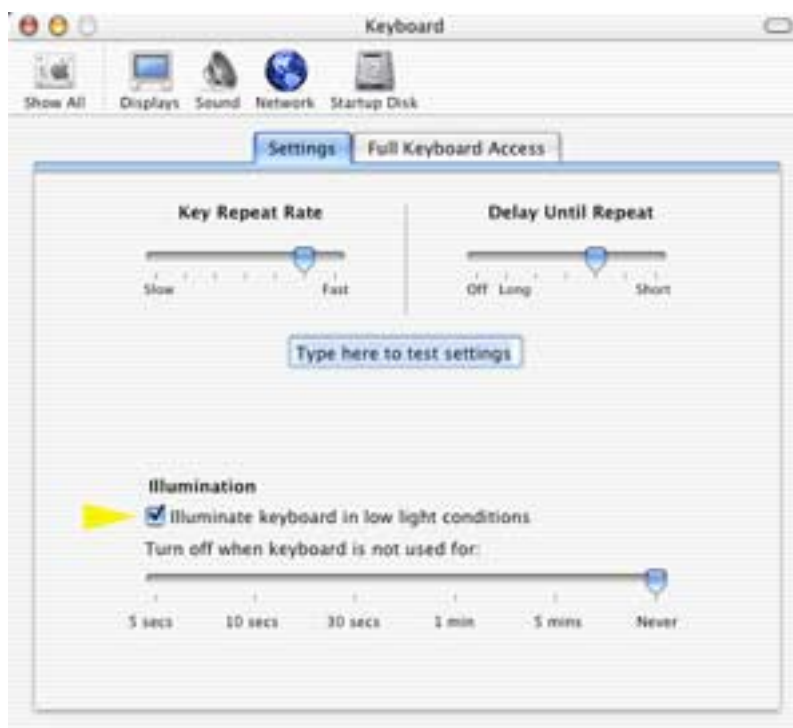 Keyboard
Show All Displays Sound Network Startup Disk
Settings Full Keyboard Access
Key Repeat Rate Delay Until Repeat
Slow Fast Off Long Short
Type here to test settings
Illumination
Illuminate keyboard in low light conditions
Turn off when keyboard is not used for:
5 secs 10 secs 30 secs 1 min 5 mins Never